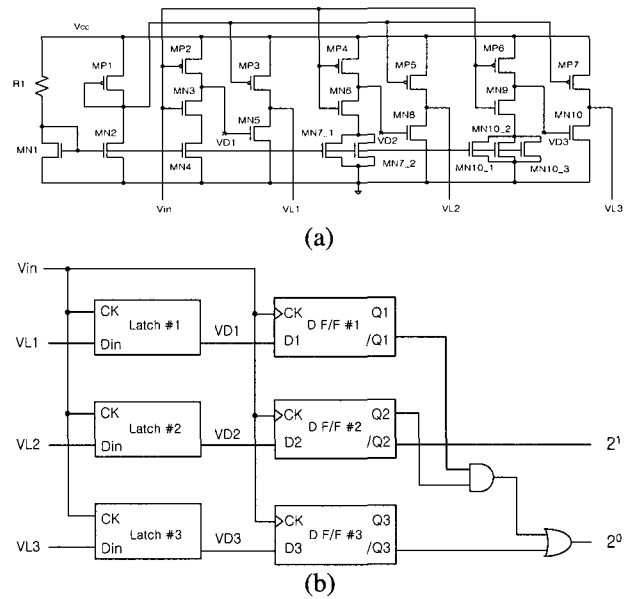 Vcc
MP1 MP2 MP3 MP4 MP5 MP6 MP7
R1
MN3 MN6 MN9
MN1 MN2 MN4 MN5 MN7_1 MN8 MN10_2 MN10
VD1 VD2 VD3
MN7_2 MN10_1 MN10_3
Vin VL1 VL2 VL3
(a)
Vin
CK Latch #1 VD1 CK D F/F #1 Q1
VL1 Din D1 /Q1
CK Latch #2 VD2 CK D F/F #2 Q2
VL2 Din D2 /Q2 2¹
CK Latch #3 VD3 CK D F/F #3 Q3
VL3 Din D3 /Q3 2⁰
(b)